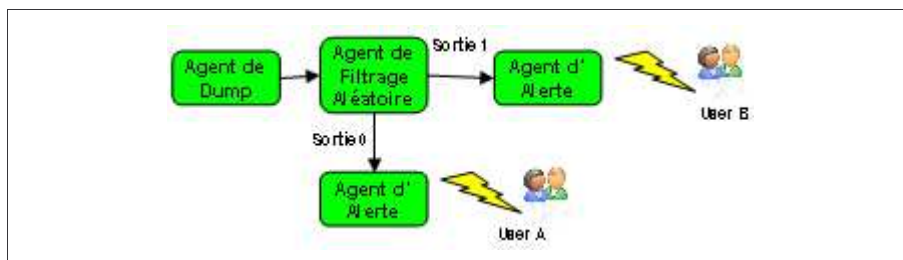 Agent de
Dump
Agent de
Filtrage
Aléatoire
Sortie 1
Agent d'
Alerte
User B
Sortie 0
Agent d'
Alerte
User A